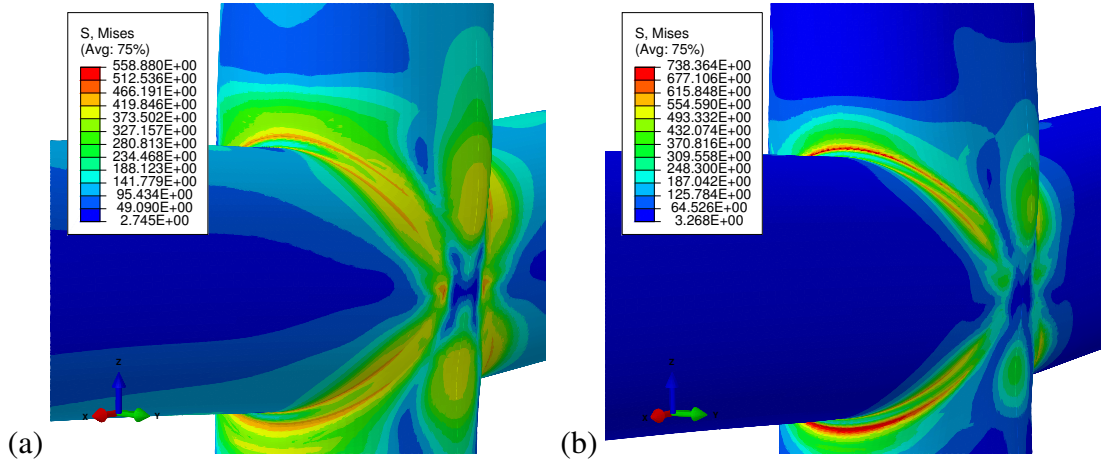 S, Mises
(Avg: 75%)
558.880E+00
512.536E+00
466.191E+00
419.846E+00
373.502E+00
327.157E+00
280.813E+00
234.468E+00
188.123E+00
141.779E+00
95.434E+00
49.090E+00
2.745E+00
Z
X
Y
(a)
S, Mises
(Avg: 75%)
738.364E+00
677.106E+00
615.848E+00
554.590E+00
493.332E+00
432.074E+00
370.816E+00
309.558E+00
248.300E+00
187.042E+00
125.784E+00
64.526E+00
3.268E+00
Z
(b)